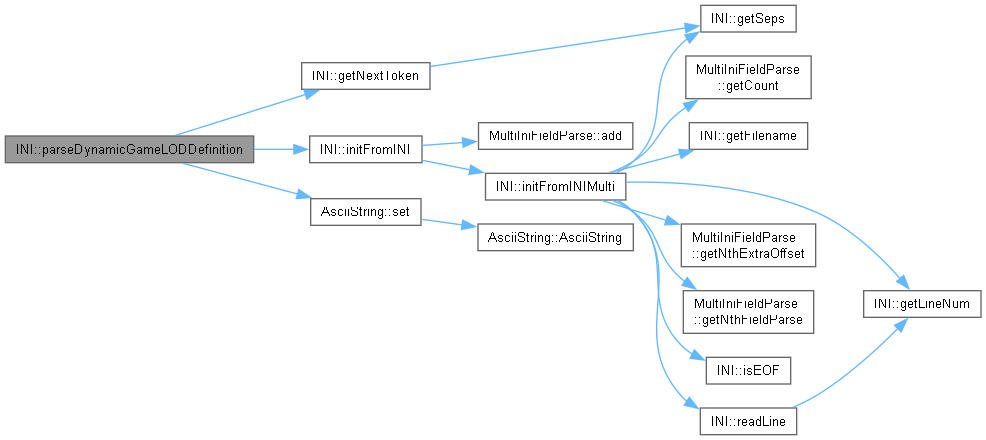 INI::parseDynamicGameLODDefinition
INI::getNextToken
INI::initFromINI
AsciiString::set
MultiIniFieldParse::add
INI::initFromINIMulti
AsciiString::AsciiString
INI::getSeps
MultiIniFieldParse
::getCount
INI::getFilename
MultiIniFieldParse
::getNthExtraOffset
MultiIniFieldParse
::getNthFieldParse
INI::isEOF
INI::readLine
INI::getLineNum